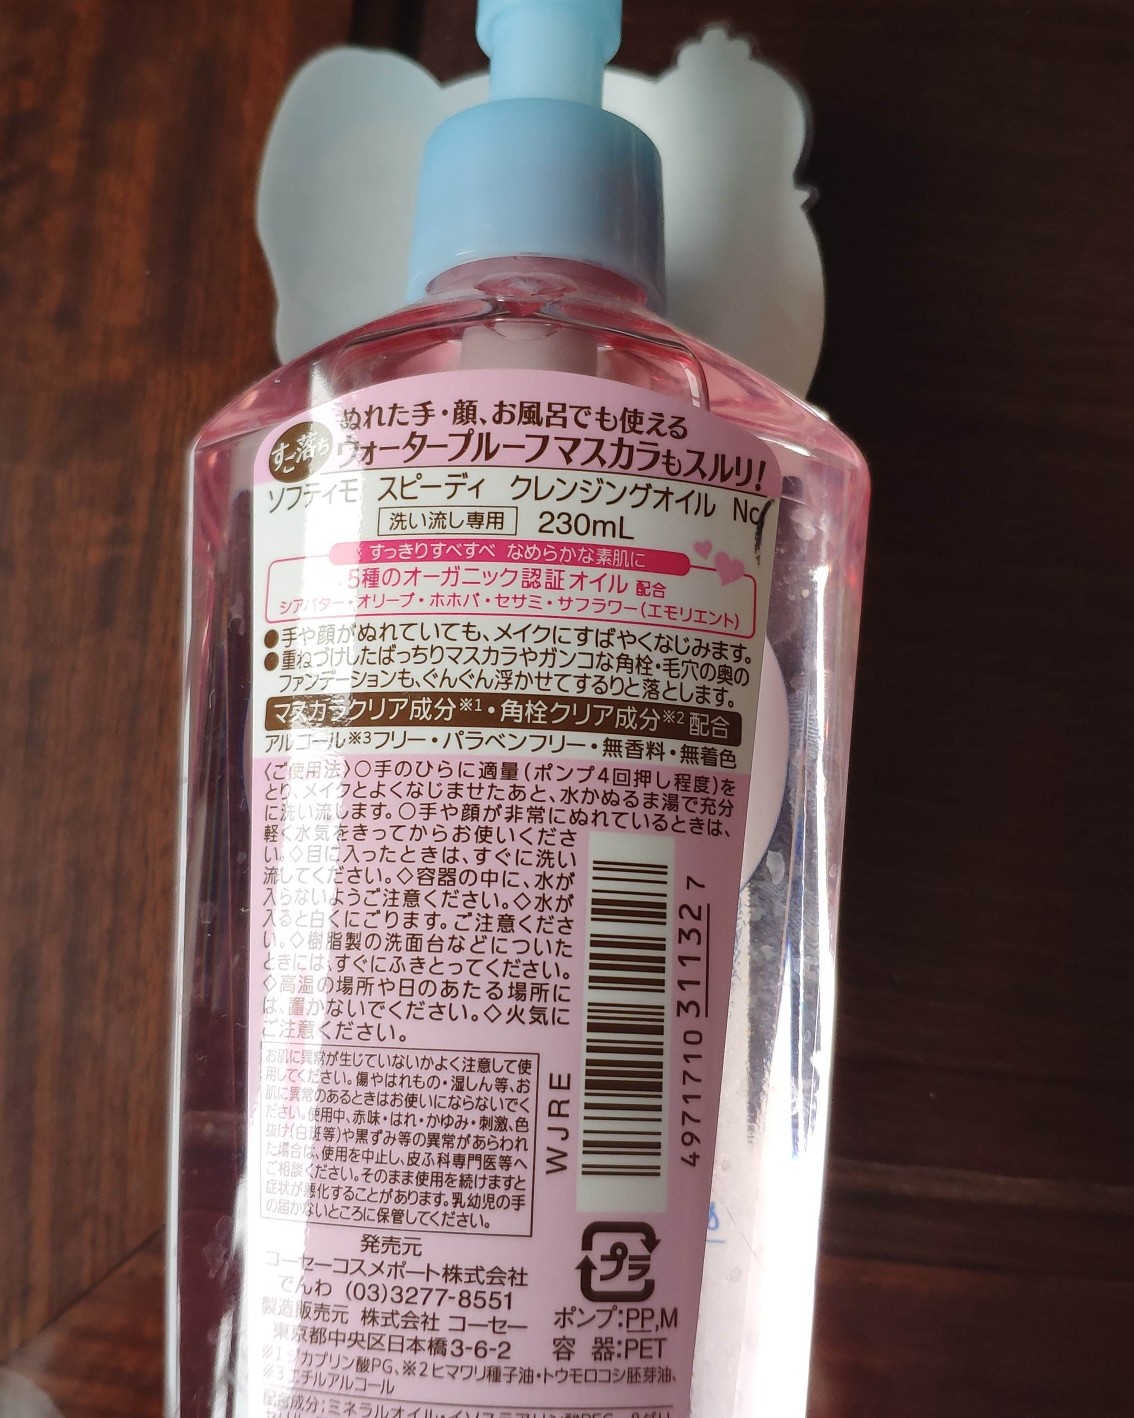 すご落ち
ぬれた手・顔、お風呂でも使える
ウォータープルーフマスカラもスルリ!
ソフティモ スピーディ クレンジングオイル Nc
洗い流し専用 230mL
すっきりすべすべ なめらかな素肌に
5種のオーガニック認証オイル 配合
シアバター・オリーブ・ホホバ・セサミ・サフラワー(エモリエント)
●手や顔がぬれていても、メイクにすばやくなじみます。
●重ねづけしたばっちりマスカラやガンコな角栓・毛穴の奥の
ファンデーションも、ぐんぐん浮かせてするりと落とします。
マスカラクリア成分※1・角栓クリア成分※2 配合
アルコール※3フリー・パラベンフリー・無香料・無着色
〈ご使用法〉○手のひらに適量(ポンプ4回押し程度)を
とり、メイクとよくなじませたあと、水かぬるま湯で充分
に洗い流します。○手や顔が非常にぬれているときは、
軽く水気をきってからお使いくださ
い。◇目に入ったときは、すぐに洗い
流してください。◇容器の中に、水が
入らないようご注意ください。◇水が
入ると白くにごります。ご注意くださ
い。◇樹脂製の洗面台などについた
ときには、すぐにふきとってください。
◇高温の場所や日のあたる場所に
は、置かないでください。◇火気に
ご注意ください。
お肌に異常が生じていないかよく注意して使
用してください。傷やはれもの・湿しん等、お
肌に異常のあるときはお使いにならないでく
ださい。使用中、赤味・はれ・かゆみ・刺激、色
抜け(白斑等)や黒ずみ等の異常があらわれ
た場合は、使用を中止し、皮ふ科専門医等へ
ご相談ください。そのまま使用を続けますと
症状が悪化することがあります。乳幼児の手
の届かないところに保管してください。
WJRE
4971710 311327
発売元
コーセーコスメポート株式会社
でんわ (03)3277-8551
製造販売元 株式会社 コーセー
東京都中央区日本橋3-6-2
プラ
ポンプ:PP,M
容 器:PET
※1 ジカプリン酸PG、※2 ヒマワリ種子油・トウモロコシ胚芽油、
※3 エチルアルコール
配合成分:ミネラルオイル・イソステアリン酸PEG-8グリ